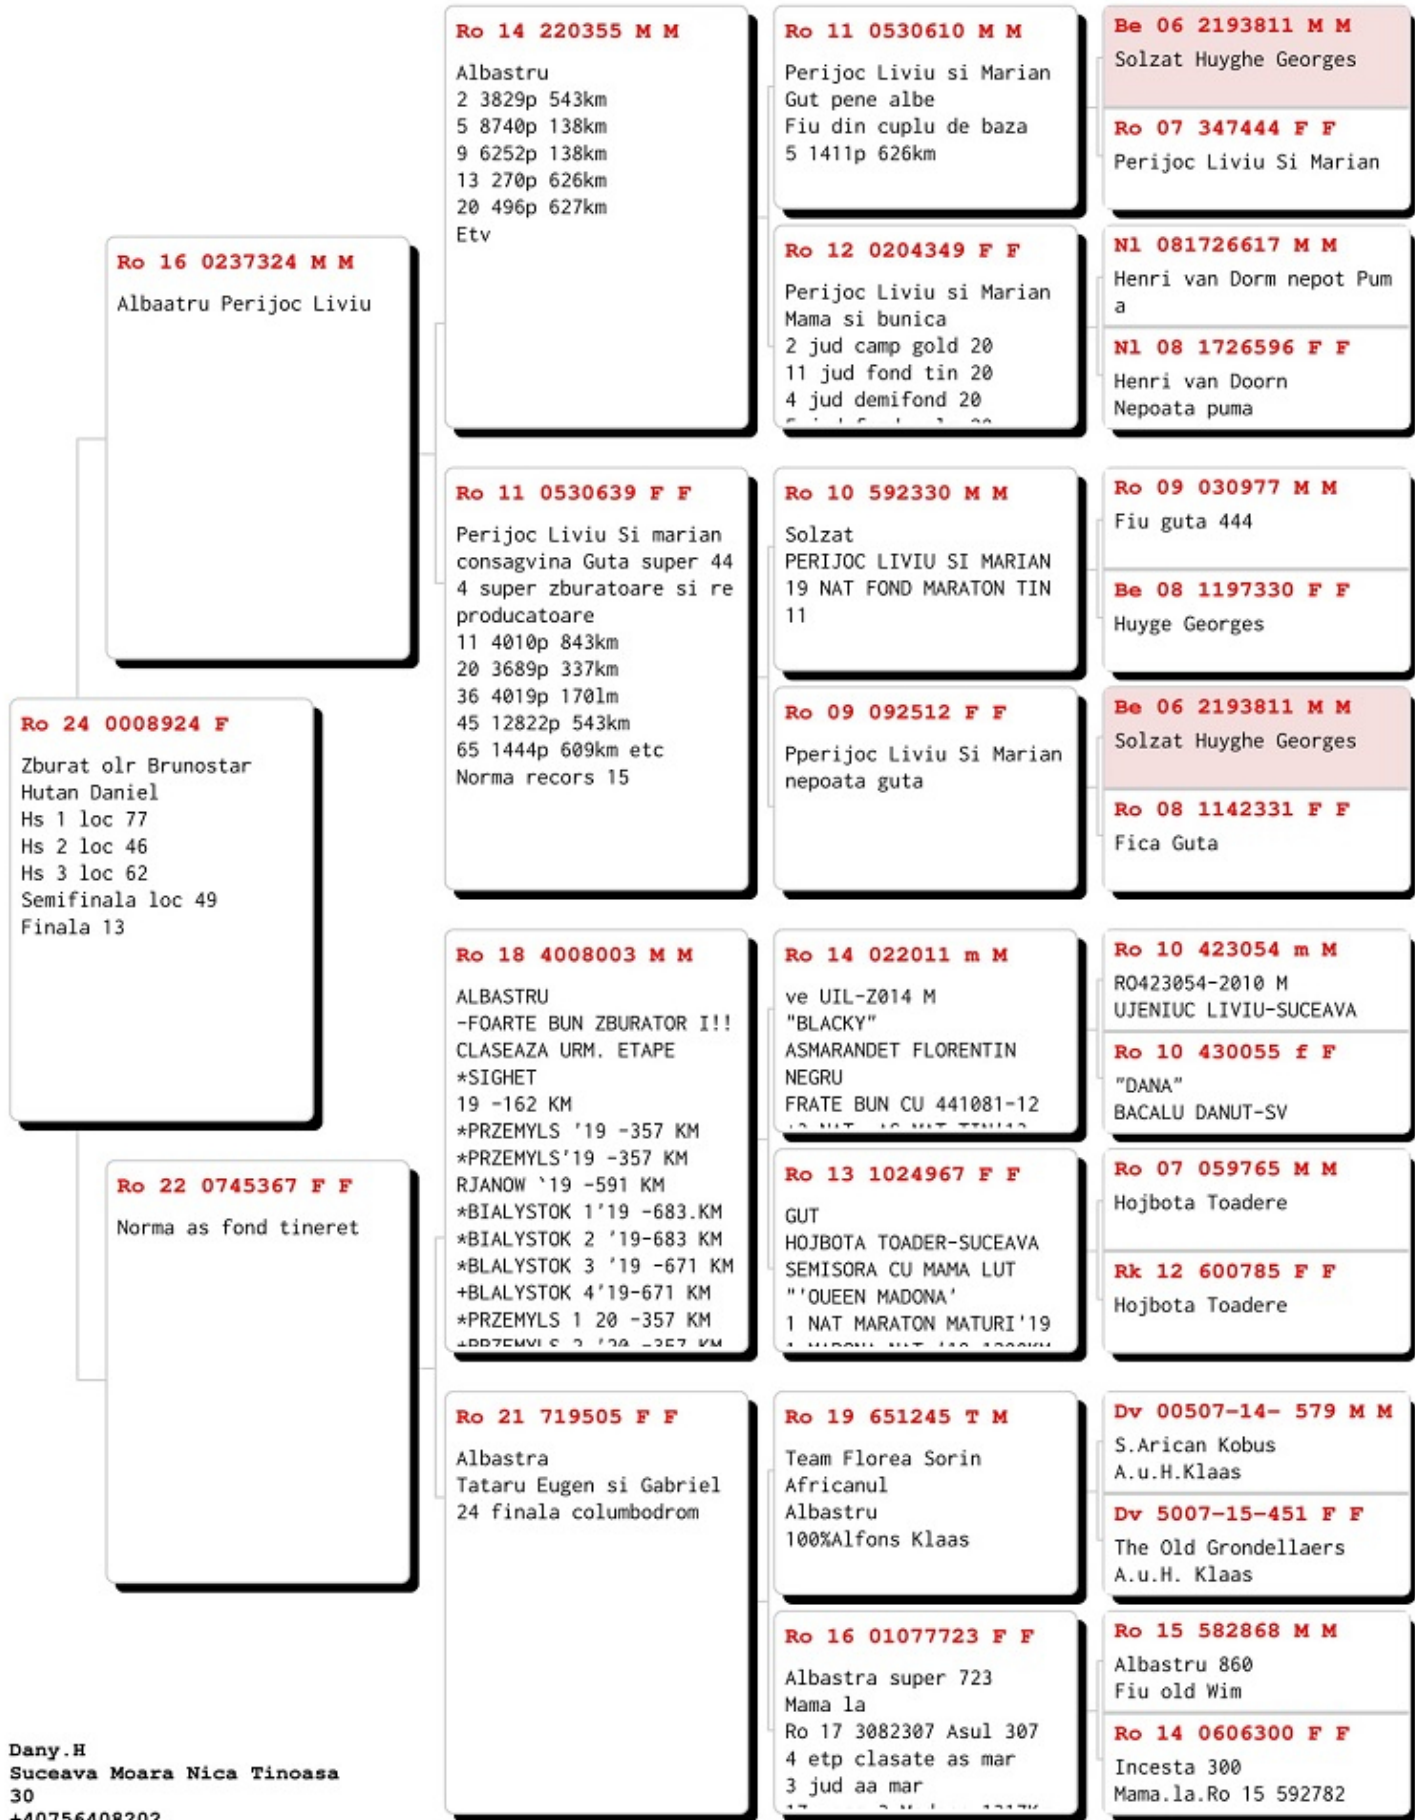 Ro 24 0008924 F
Zburat olr Brunostar
Hutan Daniel
Hs 1 loc 77
Hs 2 loc 46
Hs 3 loc 62
Semifinala loc 49
Finala 13
Ro 16 0237324 M M
Albaatru Perijoc Liviu
Ro 22 0745367 F F
Norma as fond tineret
Ro 14 220355 M M
Albastru
2 3829p 543km
5 8740p 138km
9 6252p 138km
13 270p 626km
20 496p 627km
Etv
Ro 11 0530639 F F
Perijoc Liviu Si marian
consagvina Guta super 44
4 super zburatoare si re
producatoare
11 4010p 843km
20 3689p 337km
36 4019p 170lm
45 12822p 543km
65 1444p 609km etc
Norma recors 15
Ro 18 4008003 M M
ALBASTRU
-FOARTE BUN ZBURATOR I!!
CLASEAZA URM. ETAPE
*SIGHET
19 -162 KM
*PRZEMYLS '19 -357 KM
*PRZEMYLS'19 -357 KM
RJANOW `19 -591 KM
*BIALYSTOK 1'19 -683.KM
*BIALYSTOK 2 '19-683 KM
*BLALYSTOK 3 '19 -671 KM
+BLALYSTOK 4'19-671 KM
*PRZEMYLS 1 20 -357 KM
*PRZEMYLS 2 '20 -357 KM
Ro 21 719505 F F
Albastra
Tataru Eugen si Gabriel
24 finala columbodrom
Ro 11 0530610 M M
Perijoc Liviu si Marian
Gut pene albe
Fiu din cuplu de baza
5 1411p 626km
Ro 12 0204349 F F
Perijoc Liviu si Marian
Mama si bunica
2 jud camp gold 20
11 jud fond tin 20
4 jud demifond 20
Ro 10 592330 M M
Solzat
PERIJOC LIVIU SI MARIAN
19 NAT FOND MARATON TIN
11
Ro 09 092512 F F
Pperijoc Liviu Si Marian
nepoata guta
Ro 14 022011 m M
ve UIL-Z014 M
"BLACKY"
ASMARANDET FLORENTIN
NEGRU
FRATE BUN CU 441081-12
Ro 13 1024967 F F
GUT
HOJBOTA TOADER-SUCEAVA
SEMISORA CU MAMA LUT
"'OUEEN MADONA'
1 NAT MARATON MATURI'19
Ro 19 651245 T M
Team Florea Sorin
Africanul
Albastru
100%Alfons Klaas
Ro 16 01077723 F F
Albastra super 723
Mama la
Ro 17 3082307 Asul 307
4 etp clasate as mar
3 jud aa mar
Be 06 2193811 M M
Solzat Huyghe Georges
Ro 07 347444 F F
Perijoc Liviu Si Marian
Nl 081726617 M M
Henri van Dorm nepot Pum
a
Nl 08 1726596 F F
Henri van Doorn
Nepoata puma
Ro 09 030977 M M
Fiu guta 444
Be 08 1197330 F F
Huyge Georges
Be 06 2193811 M M
Solzat Huyghe Georges
Ro 08 1142331 F F
Fica Guta
Ro 10 423054 m M
RO423054-2010 M
UJENIUC LIVIU-SUCEAVA
Ro 10 430055 f F
"DANA"
BACALU DANUT-SV
Ro 07 059765 M M
Hojbota Toadere
Rk 12 600785 F F
Hojbota Toadere
Dv 00507-14- 579 M M
S.Arican Kobus
A.u.H.Klaas
Dv 5007-15-451 F F
The Old Grondellaers
A.u.H. Klaas
Ro 15 582868 M M
Albastru 860
Fiu old Wim
Ro 14 0606300 F F
Incesta 300
Mama.la.Ro 15 592782
Dany.H
Suceava Moara Nica Tinoasa
30
+40756408202